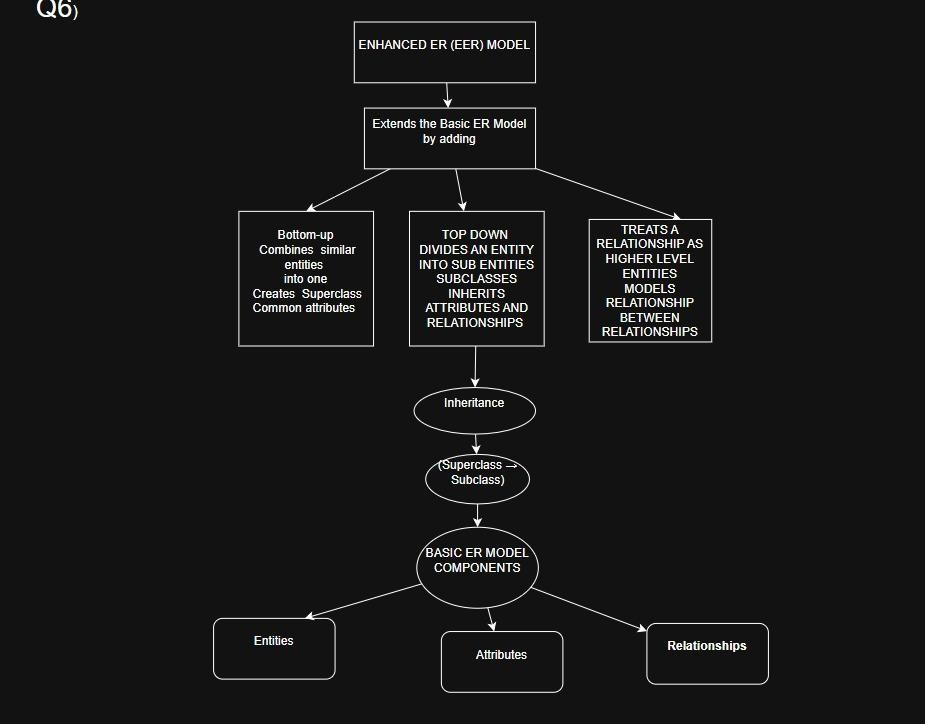 Q6)
ENHANCED ER (EER) MODEL
Extends the Basic ER Model
by adding
Bottom-up
Combines similar
entities
into one
Creates Superclass
Common attributes
TOP DOWN
DIVIDES AN ENTITY
INTO SUB ENTITIES
SUBCLASSES
INHERITS
ATTRIBUTES AND
RELATIONSHIPS
TREATS A
RELATIONSHIP AS
HIGHER LEVEL
ENTITIES
MODELS
RELATIONSHIP
BETWEEN
RELATIONSHIPS
Inheritance
(Superclass →
Subclass)
BASIC ER MODEL
COMPONENTS
Entities
Attributes
Relationships